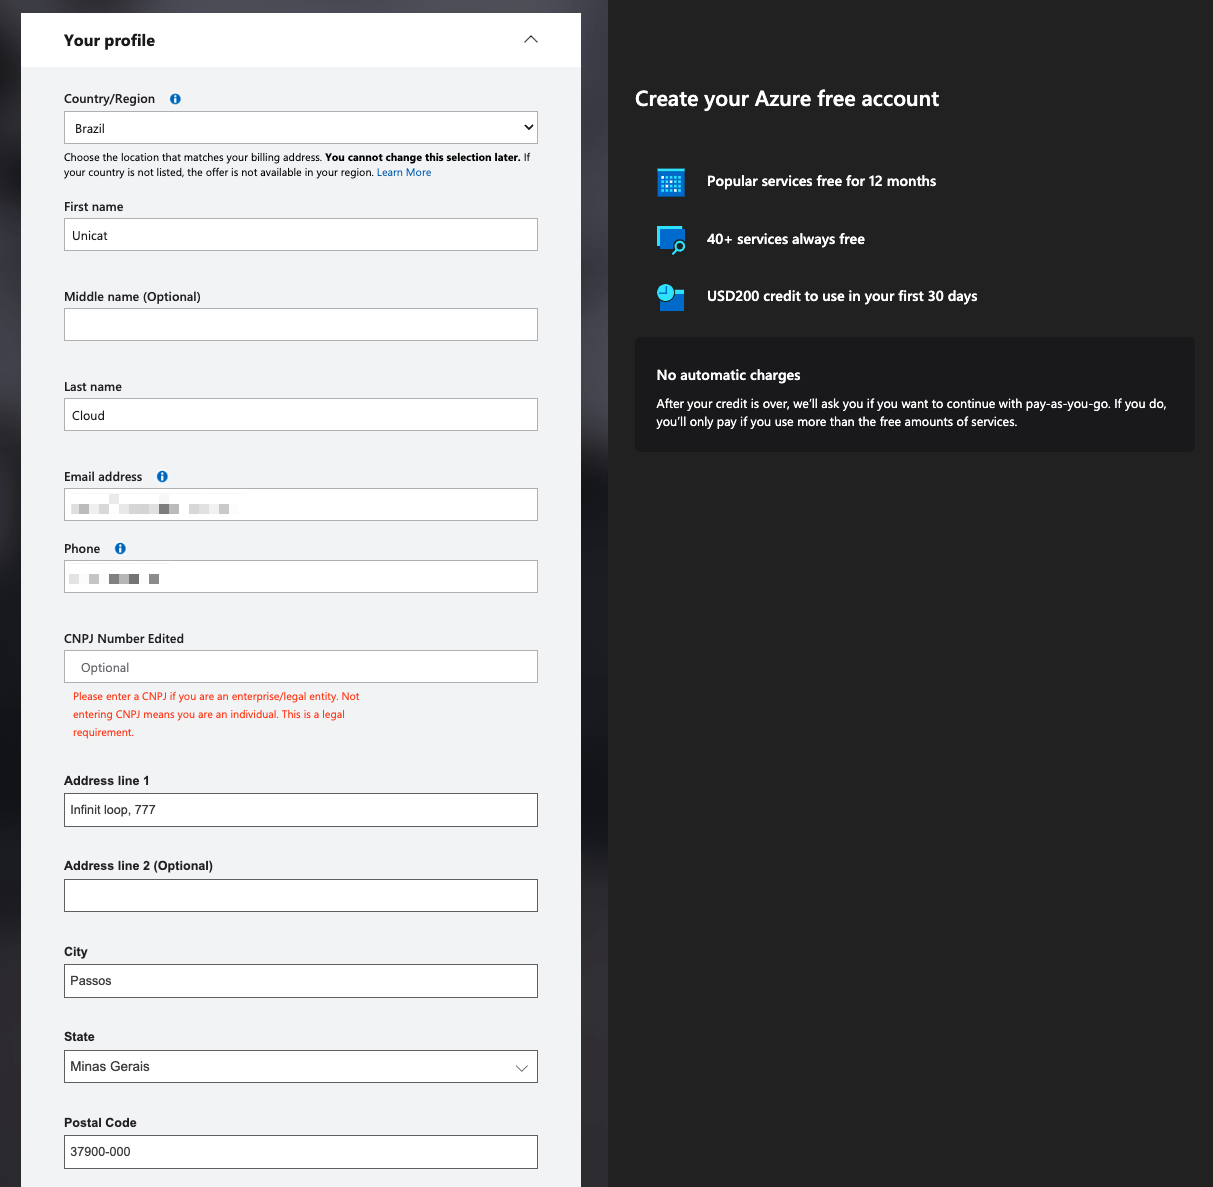 Your profile
Country/Region
Brazil
Choose the location that matches your billing address. You cannot change this selection later. If
your country is not listed, the offer is not available in your region. Learn More
First name
Unicat
Middle name (Optional)
Last name
Cloud
Email address
Phone
CNPJ Number Edited
Optional
Please enter a CNPJ if you are an enterprise/legal entity. Not
entering CNPJ means you are an individual. This is a legal
requirement.
Address line 1
Infinit loop, 777
Address line 2 (Optional)
City
Passos
State
Minas Gerais
Postal Code
37900-000
Create your Azure free account
Popular services free for 12 months
40+ services always free
USD200 credit to use in your first 30 days
No automatic charges
After your credit is over, we’ll ask you if you want to continue with pay-as-you-go. If you do,
you’ll only pay if you use more than the free amounts of services.